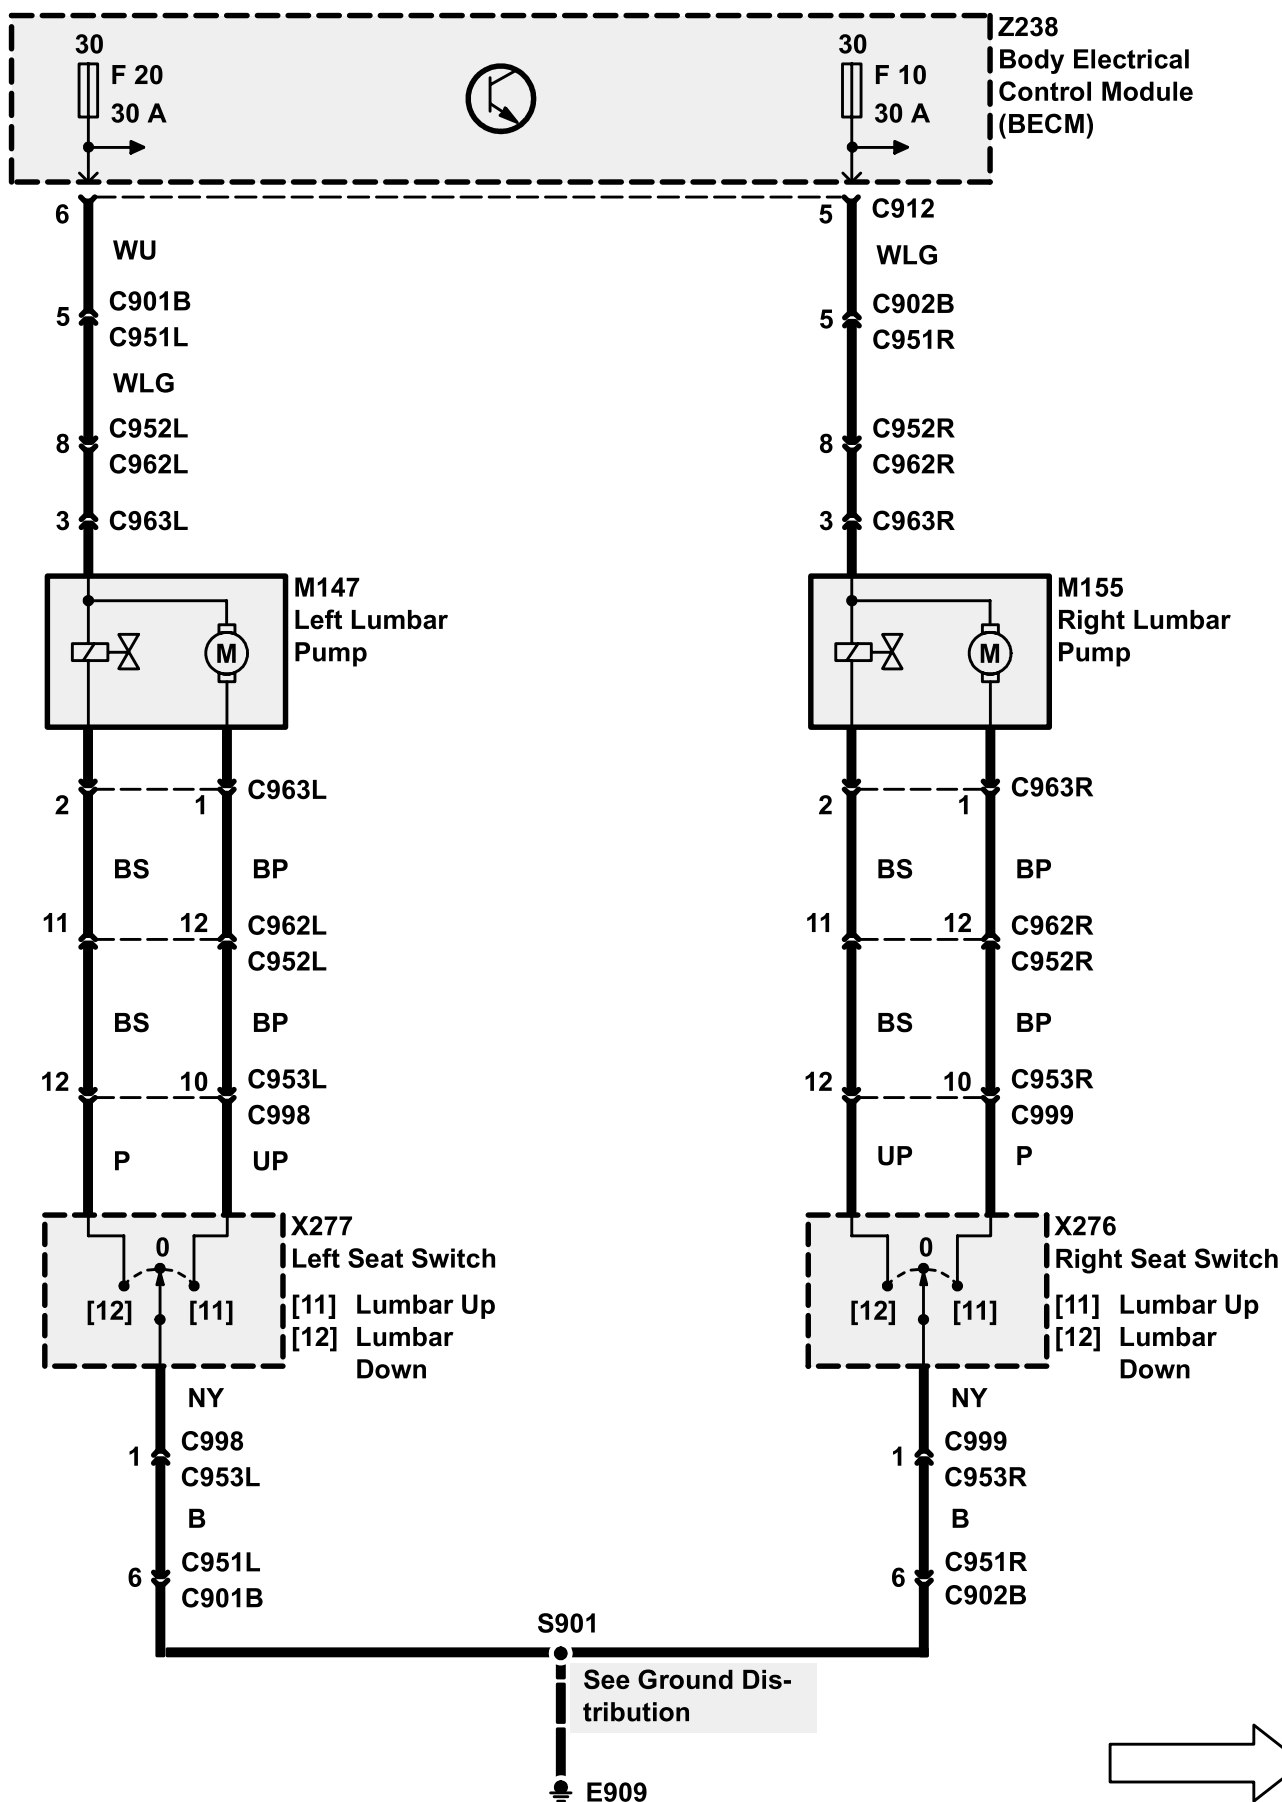 30
F 20
30 A
30
F 10
30 A
Z238
Body Electrical
Control Module
(BECM)
6
5
C912
WU
WLG
5
C901B
C951L
5
C902B
C951R
WLG
8
C952L
C962L
8
C952R
C962R
3
C963L
3
C963R
M147
Left Lumbar
Pump
M
M155
Right Lumbar
Pump
M
2
1
C963L
2
1
C963R
BS
BP
BS
BP
11
12
C962L
C952L
11
12
C962R
C952R
BS
BP
BS
BP
12
10
C953L
C998
12
10
C953R
C999
P
UP
UP
P
X277
Left Seat Switch
0
[12]
[11]
[11] Lumbar Up
[12] Lumbar
Down
X276
Right Seat Switch
0
[12]
[11]
[11] Lumbar Up
[12] Lumbar
Down
NY
NY
1
C998
C953L
1
C999
C953R
B
B
6
C951L
C901B
6
C951R
C902B
S901
See Ground Dis-
tribution
E909